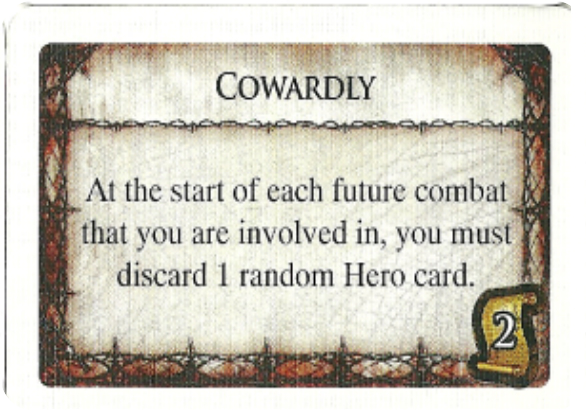 COWARDLY
At the start of each future combat
that you are involved in, you must
discard 1 random Hero card.
2